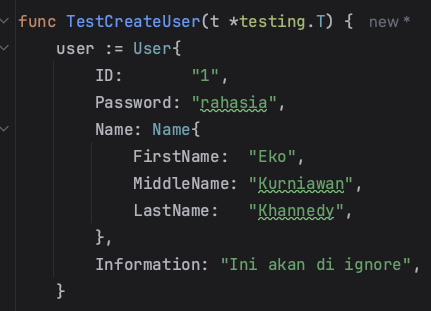 func TestCreateUser(t *testing.T) { new *
    user := User{
        ID:       "1",
        Password: "rahasia",
        Name: Name{
            FirstName:  "Eko",
            MiddleName: "Kurniawan",
            LastName:   "Khannedy",
        },
        Information: "Ini akan di ignore",
    }